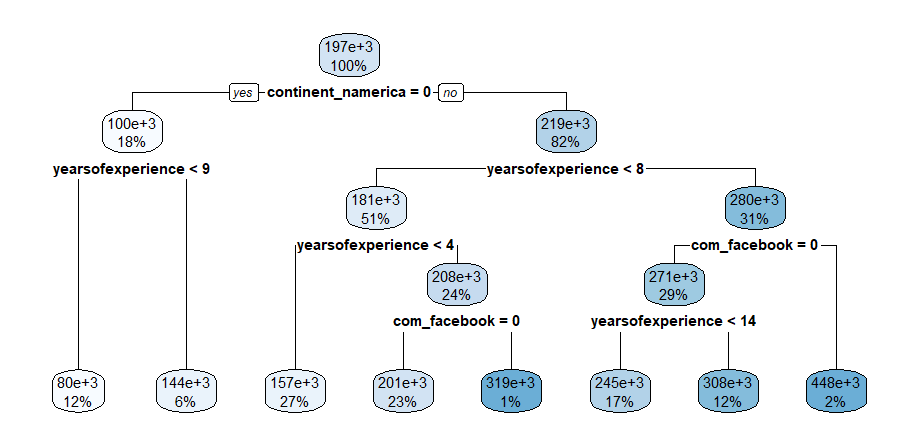 197e+3
100%
yes continent_namerica = 0 no
100e+3
18%
219e+3
82%
yearsofexperience < 9
yearsofexperience < 8
181e+3
51%
280e+3
31%
yearsofexperience < 4
com_facebook = 0
208e+3
24%
271e+3
29%
com_facebook = 0
yearsofexperience < 14
80e+3
12%
144e+3
6%
157e+3
27%
201e+3
23%
319e+3
1%
245e+3
17%
308e+3
12%
448e+3
2%